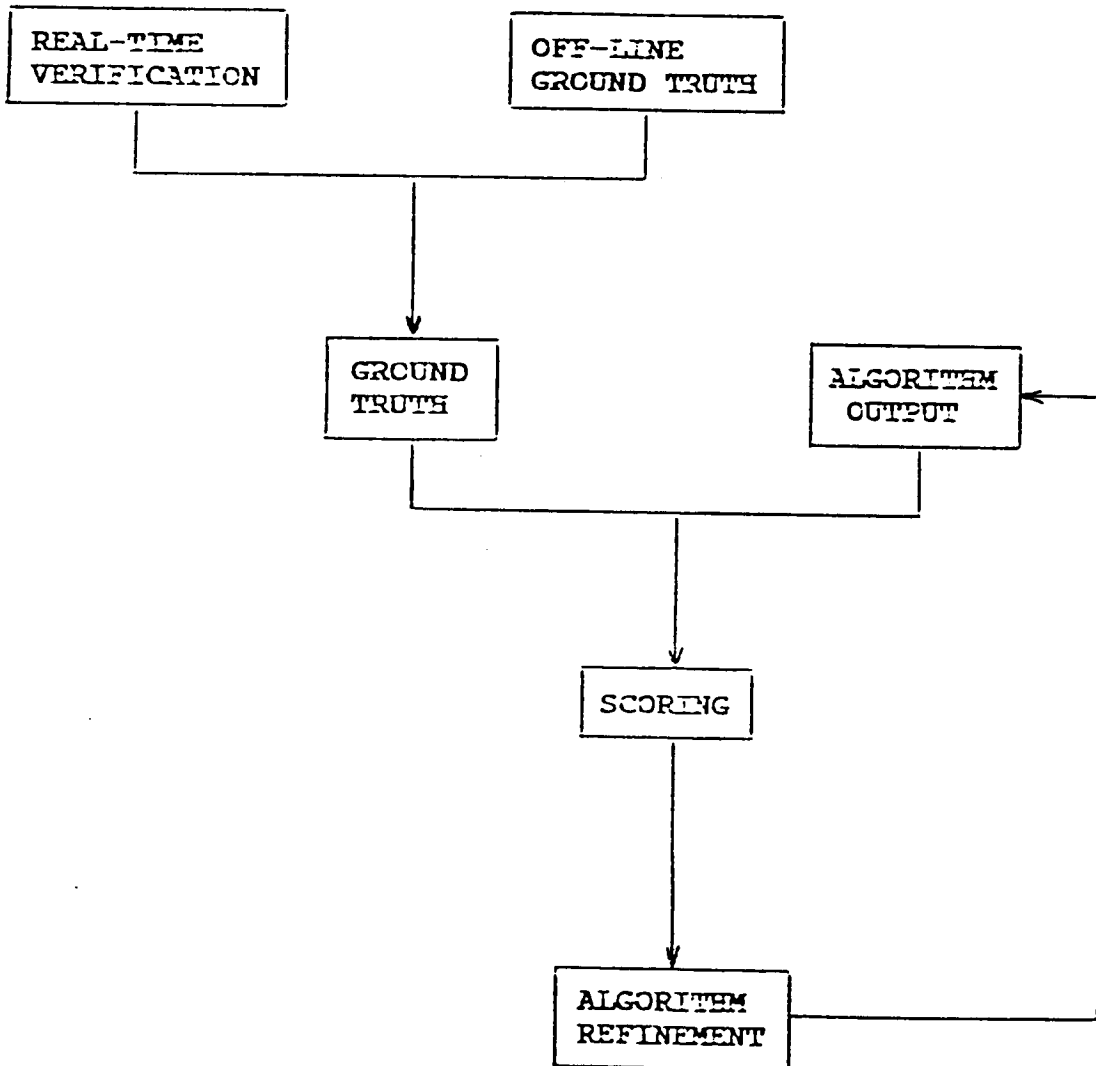 REAL-TIME
VERIFICATION
OFF-LINE
GROUND TRUTH
GROUND
TRUTH
ALGORITHM
OUTPUT
SCORING
ALGORITHM
REFINEMENT